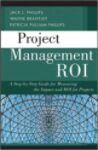 JACK J. PHILLIPS
WAYNE BRANTLEY
PATRICIA PULLIAM PHILLIPS
Project
Management
ROI
A Step-by-Step Guide for Measuring
the Impact and ROI for Projects